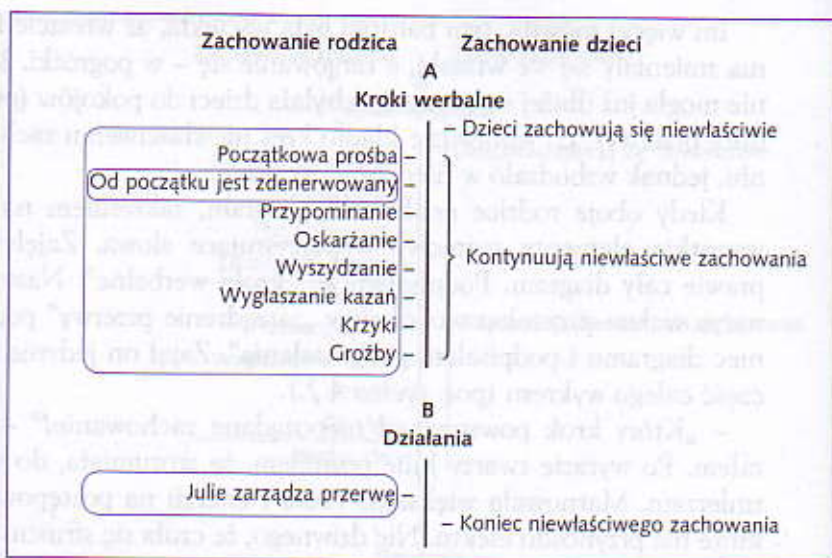 Zachowanie rodzica Zachowanie dzieci
A
Kroki werbalne
– Dzieci zachowują się niewłaściwie
Początkowa prośba –
Od początku jest zdenerwowany –
Przypominanie –
Oskarżanie –
Wyszydzanie –
Kontynuują niewłaściwe zachowania
Wygłaszanie kazań –
Krzyki –
Groźby –
B
Działania
Julie zarządza przerwę –
– Koniec niewłaściwego zachowania